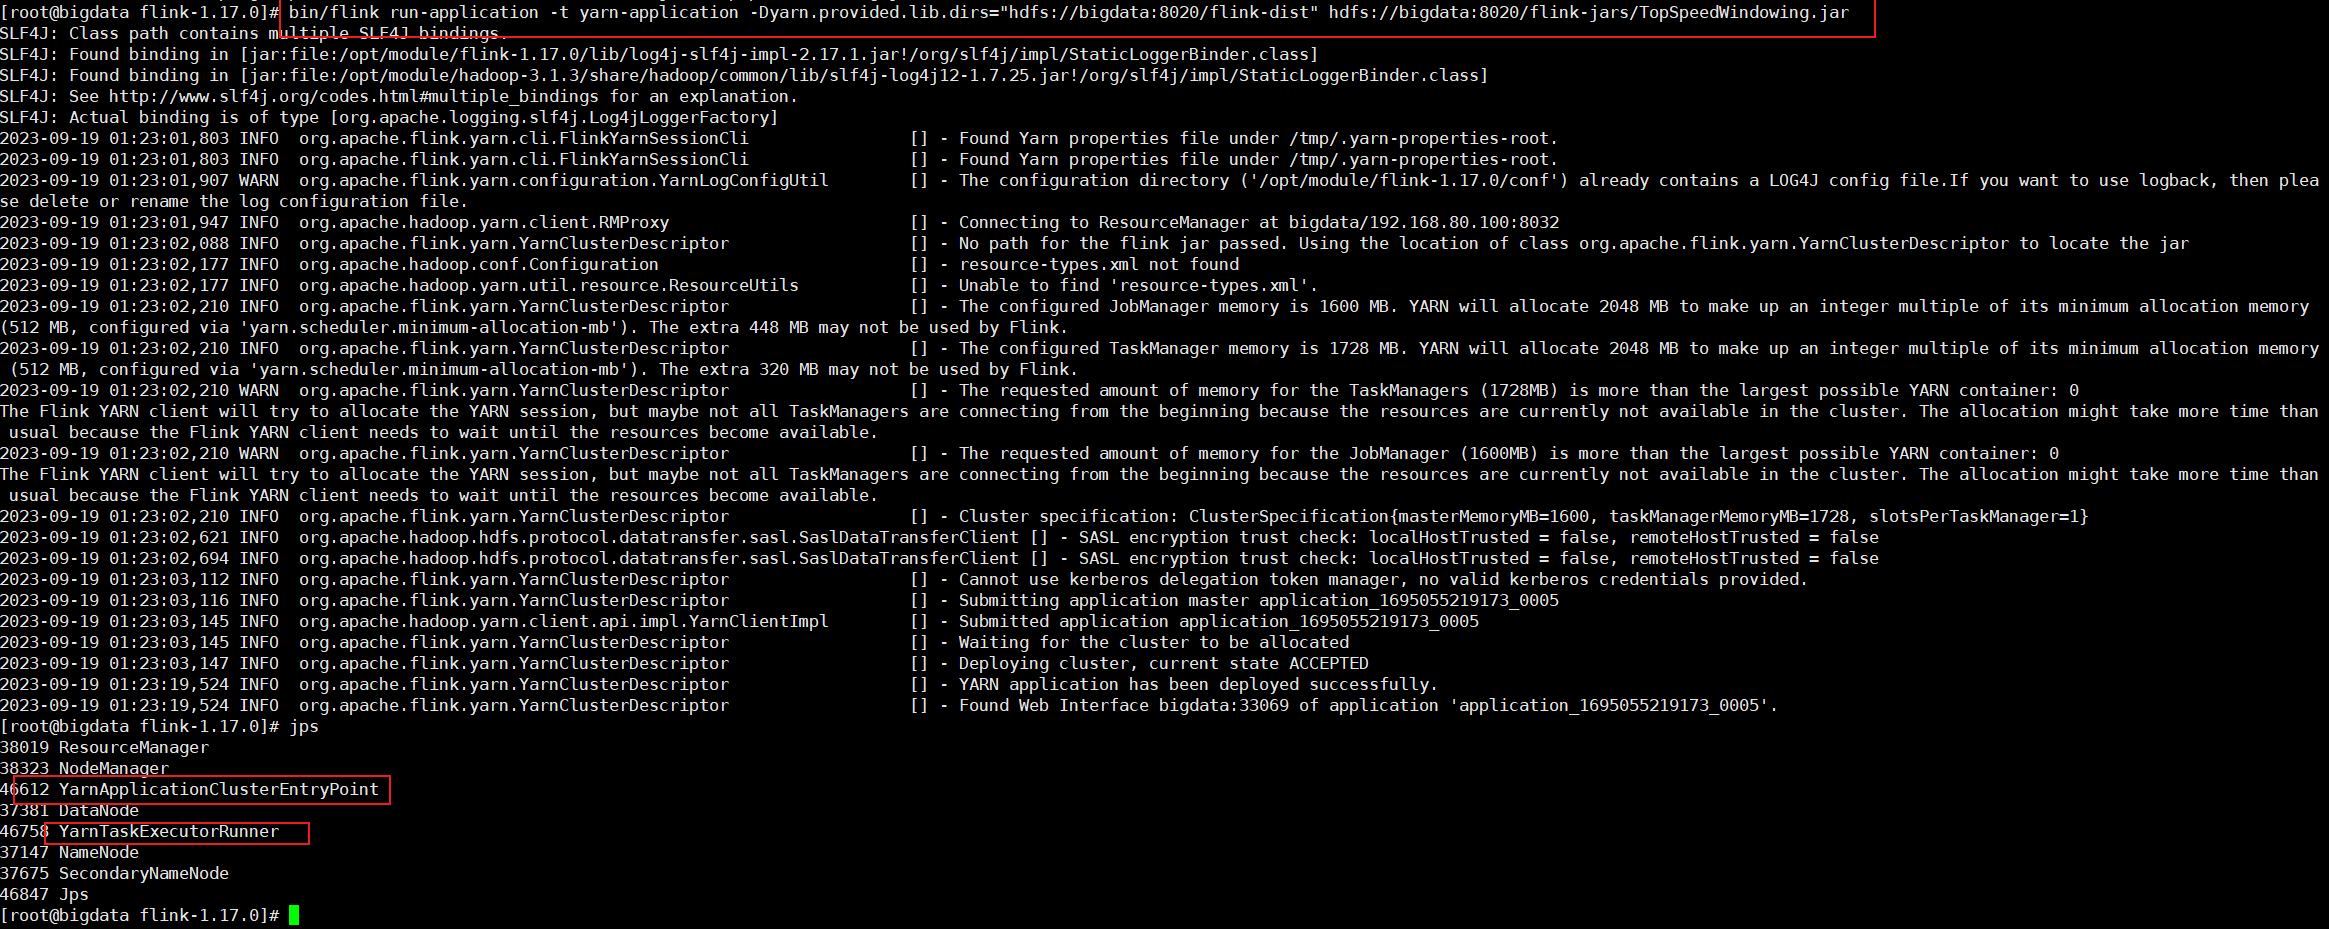 [root@bigdata flink-1.17.0]# bin/flink run-application -t yarn-application -Dyarn.provided.lib.dirs="hdfs://bigdata:8020/flink-dist" hdfs://bigdata:8020/flink-jars/TopSpeedWindowing.jar
SLF4J: Class path contains multiple SLF4J bindings.
SLF4J: Found binding in [jar:file:/opt/module/flink-1.17.0/lib/log4j-slf4j-impl-2.17.1.jar!/org/slf4j/impl/StaticLoggerBinder.class]
SLF4J: Found binding in [jar:file:/opt/module/hadoop-3.1.3/share/hadoop/common/lib/slf4j-log4j12-1.7.25.jar!/org/slf4j/impl/StaticLoggerBinder.class]
SLF4J: See http://www.slf4j.org/codes.html#multiple_bindings for an explanation.
SLF4J: Actual binding is of type [org.apache.logging.slf4j.Log4jLoggerFactory]
2023-09-19 01:23:01,803 INFO  org.apache.flink.yarn.cli.FlinkYarnSessionCli                [] - Found Yarn properties file under /tmp/.yarn-properties-root.
2023-09-19 01:23:01,803 INFO  org.apache.flink.yarn.cli.FlinkYarnSessionCli                [] - Found Yarn properties file under /tmp/.yarn-properties-root.
2023-09-19 01:23:01,907 WARN  org.apache.flink.yarn.configuration.YarnLogConfigUtil        [] - The configuration directory ('/opt/module/flink-1.17.0/conf') already contains a LOG4J config file.If you want to use logback, then plea
se delete or rename the log configuration file.
2023-09-19 01:23:01,947 INFO  org.apache.hadoop.yarn.client.RMProxy                        [] - Connecting to ResourceManager at bigdata/192.168.80.100:8032
2023-09-19 01:23:02,088 INFO  org.apache.flink.yarn.YarnClusterDescriptor                  [] - No path for the flink jar passed. Using the location of class org.apache.flink.yarn.YarnClusterDescriptor to locate the jar
2023-09-19 01:23:02,177 INFO  org.apache.hadoop.conf.Configuration                         [] - resource-types.xml not found
2023-09-19 01:23:02,177 INFO  org.apache.hadoop.yarn.util.resource.ResourceUtils           [] - Unable to find 'resource-types.xml'.
2023-09-19 01:23:02,210 INFO  org.apache.flink.yarn.YarnClusterDescriptor                  [] - The configured JobManager memory is 1600 MB. YARN will allocate 2048 MB to make up an integer multiple of its minimum allocation memory
(512 MB, configured via 'yarn.scheduler.minimum-allocation-mb'). The extra 448 MB may not be used by Flink.
2023-09-19 01:23:02,210 INFO  org.apache.flink.yarn.YarnClusterDescriptor                  [] - The configured TaskManager memory is 1728 MB. YARN will allocate 2048 MB to make up an integer multiple of its minimum allocation memory
 (512 MB, configured via 'yarn.scheduler.minimum-allocation-mb'). The extra 320 MB may not be used by Flink.
2023-09-19 01:23:02,210 WARN  org.apache.flink.yarn.YarnClusterDescriptor                  [] - The requested amount of memory for the TaskManagers (1728MB) is more than the largest possible YARN container: 0
The Flink YARN client will try to allocate the YARN session, but maybe not all TaskManagers are connecting from the beginning because the resources are currently not available in the cluster. The allocation might take more time than
 usual because the Flink YARN client needs to wait until the resources become available.
2023-09-19 01:23:02,210 WARN  org.apache.flink.yarn.YarnClusterDescriptor                  [] - The requested amount of memory for the JobManager (1600MB) is more than the largest possible YARN container: 0
The Flink YARN client will try to allocate the YARN session, but maybe not all TaskManagers are connecting from the beginning because the resources are currently not available in the cluster. The allocation might take more time than
 usual because the Flink YARN client needs to wait until the resources become available.
2023-09-19 01:23:02,210 INFO  org.apache.flink.yarn.YarnClusterDescriptor                  [] - Cluster specification: ClusterSpecification{masterMemoryMB=1600, taskManagerMemoryMB=1728, slotsPerTaskManager=1}
2023-09-19 01:23:02,621 INFO  org.apache.hadoop.hdfs.protocol.datatransfer.sasl.SaslDataTransferClient [] - SASL encryption trust check: localHostTrusted = false, remoteHostTrusted = false
2023-09-19 01:23:02,694 INFO  org.apache.hadoop.hdfs.protocol.datatransfer.sasl.SaslDataTransferClient [] - SASL encryption trust check: localHostTrusted = false, remoteHostTrusted = false
2023-09-19 01:23:03,112 INFO  org.apache.flink.yarn.YarnClusterDescriptor                  [] - Cannot use kerberos delegation token manager, no valid kerberos credentials provided.
2023-09-19 01:23:03,116 INFO  org.apache.flink.yarn.YarnClusterDescriptor                  [] - Submitting application master application_1695055219173_0005
2023-09-19 01:23:03,145 INFO  org.apache.hadoop.yarn.client.api.impl.YarnClientImpl        [] - Submitted application application_1695055219173_0005
2023-09-19 01:23:03,145 INFO  org.apache.flink.yarn.YarnClusterDescriptor                  [] - Waiting for the cluster to be allocated
2023-09-19 01:23:03,147 INFO  org.apache.flink.yarn.YarnClusterDescriptor                  [] - Deploying cluster, current state ACCEPTED
2023-09-19 01:23:19,524 INFO  org.apache.flink.yarn.YarnClusterDescriptor                  [] - YARN application has been deployed successfully.
2023-09-19 01:23:19,524 INFO  org.apache.flink.yarn.YarnClusterDescriptor                  [] - Found Web Interface bigdata:33069 of application 'application_1695055219173_0005'.
[root@bigdata flink-1.17.0]# jps
38019 ResourceManager
38323 NodeManager
46612 YarnApplicationClusterEntryPoint
37381 DataNode
46758 YarnTaskExecutorRunner
37147 NameNode
37675 SecondaryNameNode
46847 Jps
[root@bigdata flink-1.17.0]#